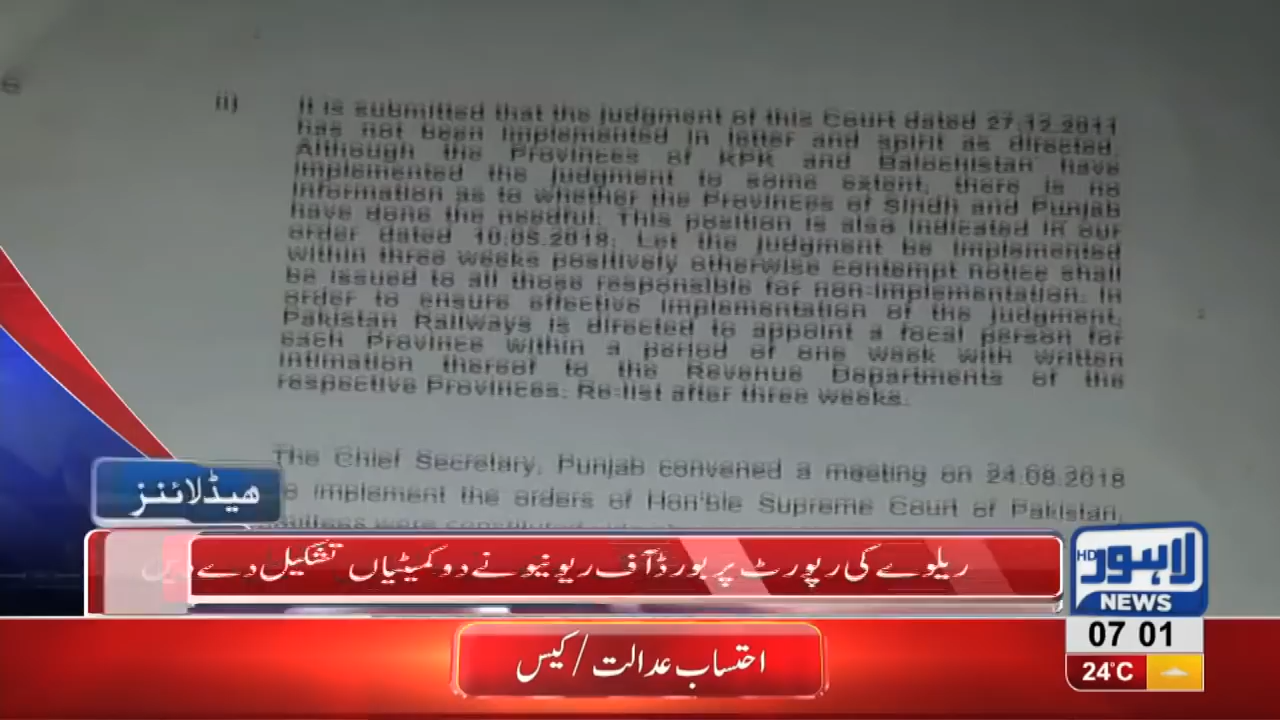 ii) It is submitted that the judgment of this Court dated 27.12.2011
has not been implemented in letter and spirit as directed.
Although the Provinces of KPK and Balochistan have
implemented the judgment to some extent, there is no
information as to whether the Provinces of Sindh and Punjab
have done the needful. This position is also indicated in our
order dated 10.05.2018. Let the judgment be implemented
within three weeks positively otherwise contempt notice shall
be issued to all those responsible for non-implementation. In
order to ensure effective implementation of the judgment,
Pakistan Railways is directed to appoint a focal person for
each Province within a period of one week with written
intimation thereof to the Revenue Departments of the
respective Provinces. Re-list after three weeks.
The Chief Secretary, Punjab convened a meeting on 24.08.2018
implement the orders of Hon'ble Supreme Court of Pakistan,
were constituted
ھیڈلائنز
ریلوے کی رپورٹ پر بورڈ آف ریونیو نے دو کمیٹیاں تشکیل دے دیں
لاہور HD
NEWS
07 01
احتساب عدالت / کیس
24°C